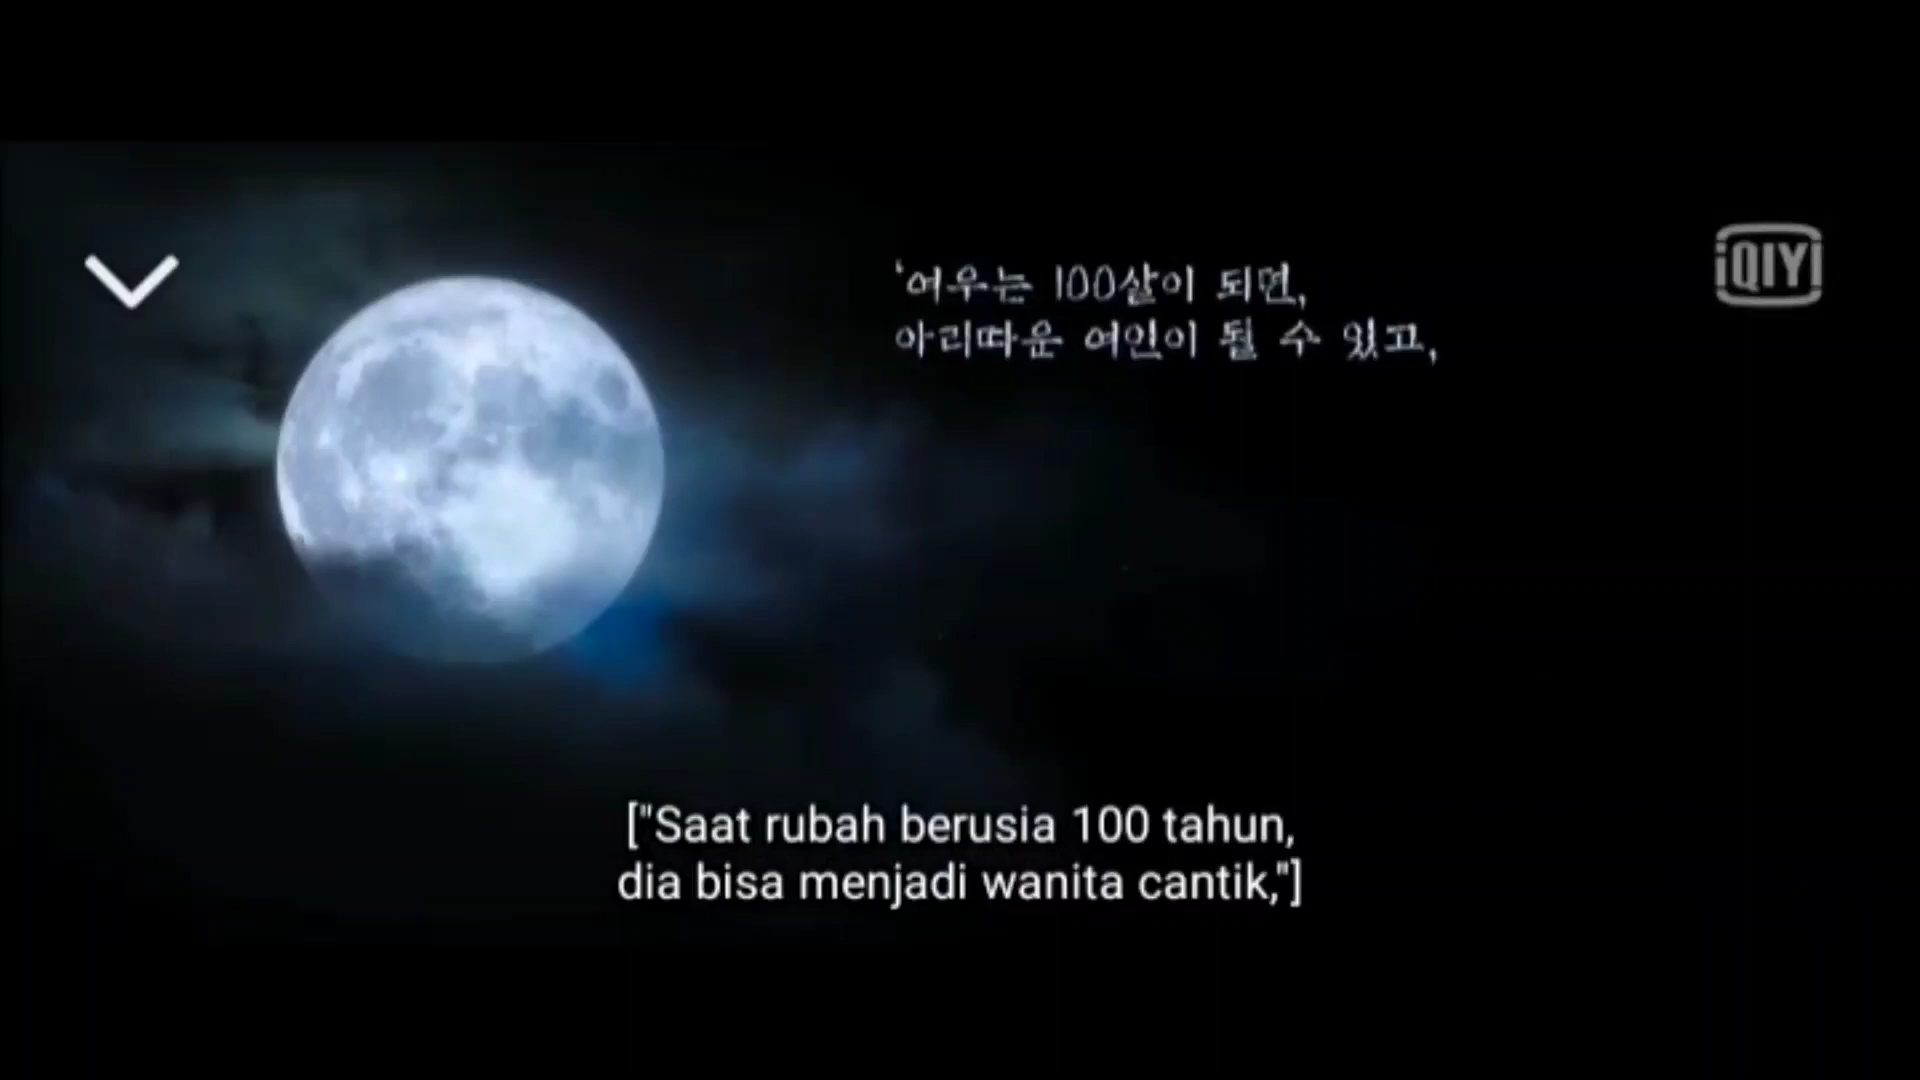 ‘여우는 100살이 되면,
아리따운 여인이 될 수 있고,
iQIYI
["Saat rubah berusia 100 tahun,
dia bisa menjadi wanita cantik,"]